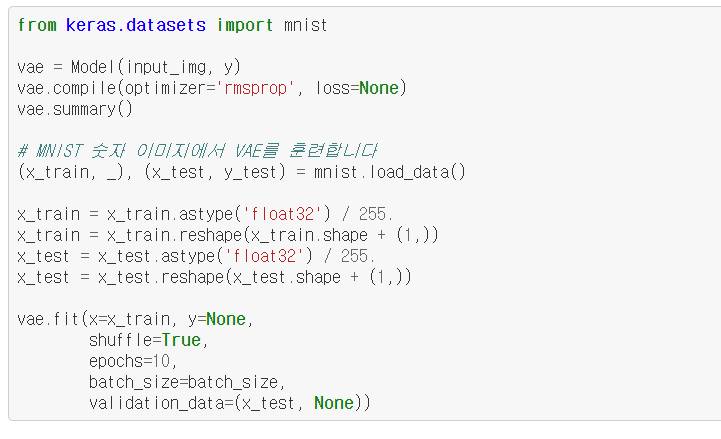 from keras.datasets import mnist
vae = Model(input_img, y)
vae.compile(optimizer='rmsprop', loss=None)
vae.summary()
# MNIST 숫자 이미지에서 VAE를 훈련합니다
(x_train, _), (x_test, y_test) = mnist.load_data()
x_train = x_train.astype('float32') / 255.
x_train = x_train.reshape(x_train.shape + (1,))
x_test = x_test.astype('float32') / 255.
x_test = x_test.reshape(x_test.shape + (1,))
vae.fit(x=x_train, y=None,
        shuffle=True,
        epochs=10,
        batch_size=batch_size,
        validation_data=(x_test, None))